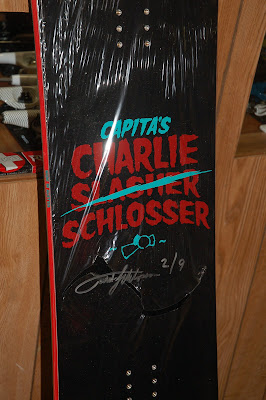 CAPITA'S
CHARLIE
SLASHER
SCHLOSSER
2/9